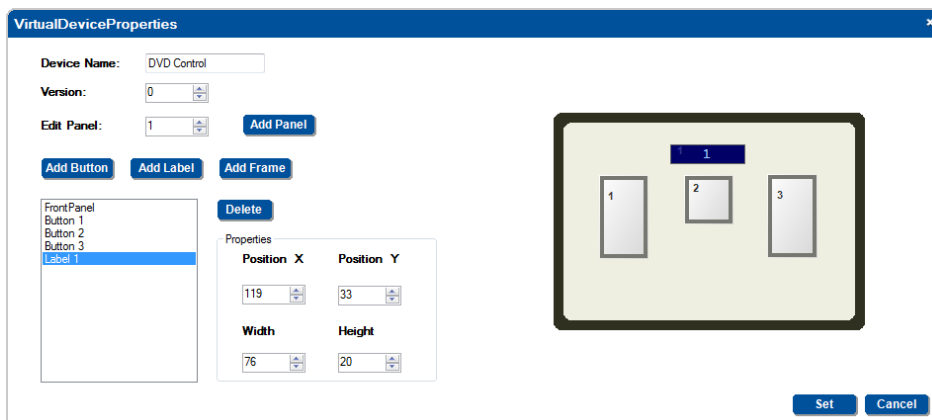 VirtualDeviceProperties
Device Name: DVD Control
Version: 0
Edit Panel: 1 Add Panel
Add Button Add Label Add Frame
FrontPanel
Button 1
Button 2
Button 3
Label 1
Delete
Properties
Position X Position Y
119 33
Width Height
76 20
1 1
1 2 3
Set Cancel